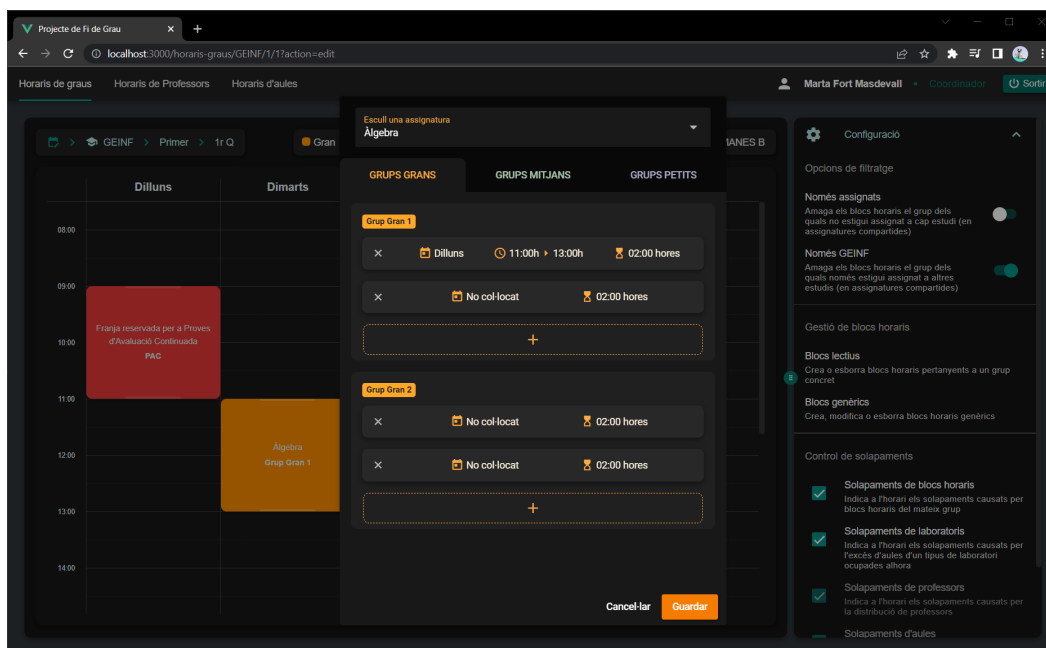 Projecte de Fi de Grau
localhost:3000/horaris-graus/GEINF/1/1?action=edit
Horaris de graus
Horaris de Professors
Horaris d'aules
Marta Fort Masdevall • Coordinador
Sortir
GEINF > Primer > 1r Q
Gran
MANES B
Dilluns
Dimarts
08:00
09:00
10:00
11:00
12:00
13:00
14:00
Franja reservada per a Proves
d'Avaluació Continuada
PAC
Àlgebra
Grup Gran 1
Escull una assignatura
Àlgebra
GRUPS GRANS
GRUPS MITJANS
GRUPS PETITS
Grup Gran 1
Dilluns 11:00h 13:00h 02:00 hores
No col·locat 02:00 hores
+
Grup Gran 2
No col·locat 02:00 hores
No col·locat 02:00 hores
+
Cancel·lar
Guardar
Configuració
Opcions de filtratge
Només assignats
Amaga els blocs horaris el grup dels
quals no estigui assignat a cap estudi (en
assignatures compartides)
Només GEINF
Amaga els blocs horaris el grup dels
quals només estigui assignat a altres
estudis (en assignatures compartides)
Gestió de blocs horaris
Blocs lectius
Crea o esborra blocs horaris pertanyents a un grup
concret
Blocs genèrics
Crea, modifica o esborra blocs horaris genèrics
Control de solapaments
Solapaments de blocs horaris
Indica a l'horari els solapaments causats per
blocs horaris del mateix grup
Solapaments de laboratoris
Indica a l'horari els solapaments causats per
l'excés d'aules d'un tipus de laboratori
ocupades alhora
Solapaments de professors
Indica a l'horari els solapaments causats per
la distribució de professors
Solapaments d'aules